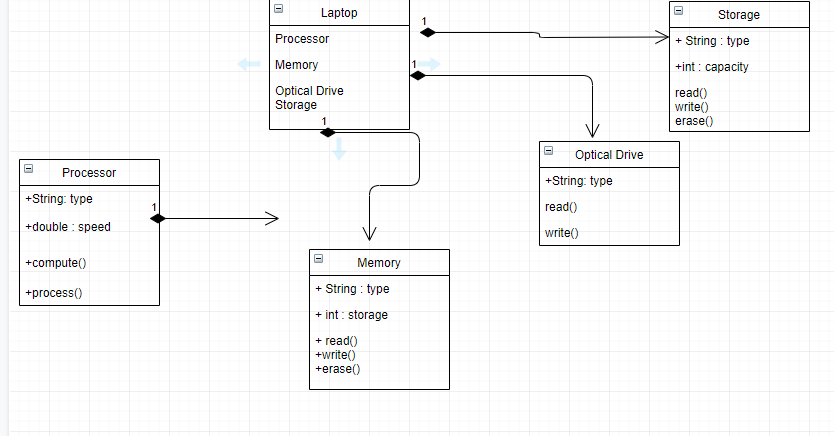 Laptop
Processor
Memory
Optical Drive
Storage
1
1
1
Storage
+ String : type
+int : capacity
read()
write()
erase()
Optical Drive
+String: type
read()
write()
Processor
+String: type
+double : speed
+compute()
+process()
1
Memory
+ String : type
+ int : storage
+ read()
+write()
+erase()